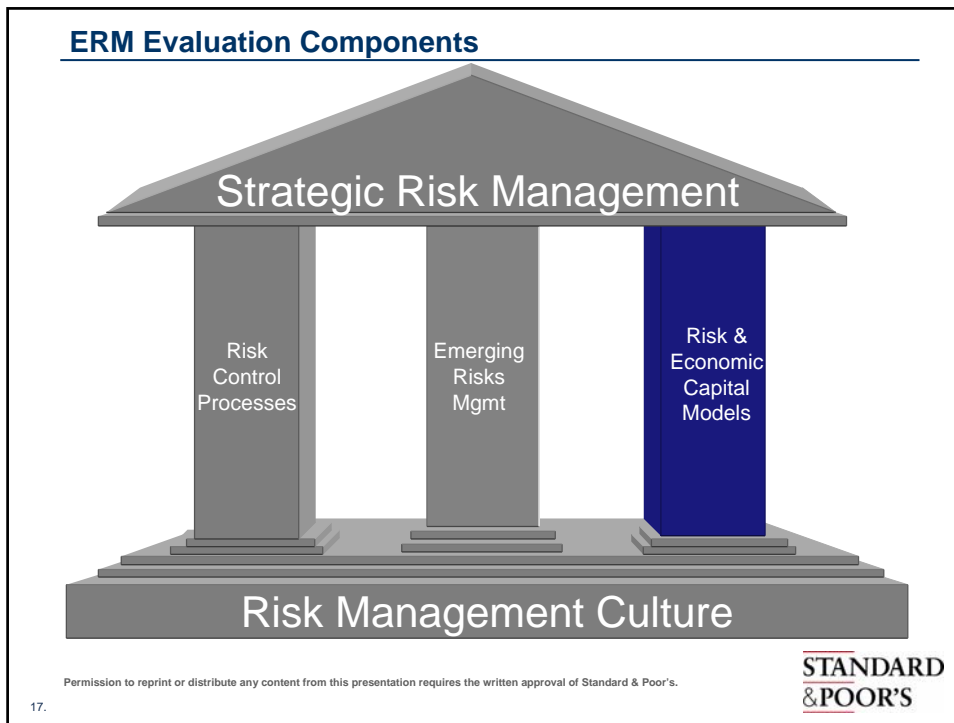 ERM Evaluation Components
Strategic Risk Management
Risk
Control
Processes
Emerging
Risks
Mgmt
Risk &
Economic
Capital
Models
Risk Management Culture
Permission to reprint or distribute any content from this presentation requires the written approval of Standard & Poor's.
17.
STANDARD
&POOR'S